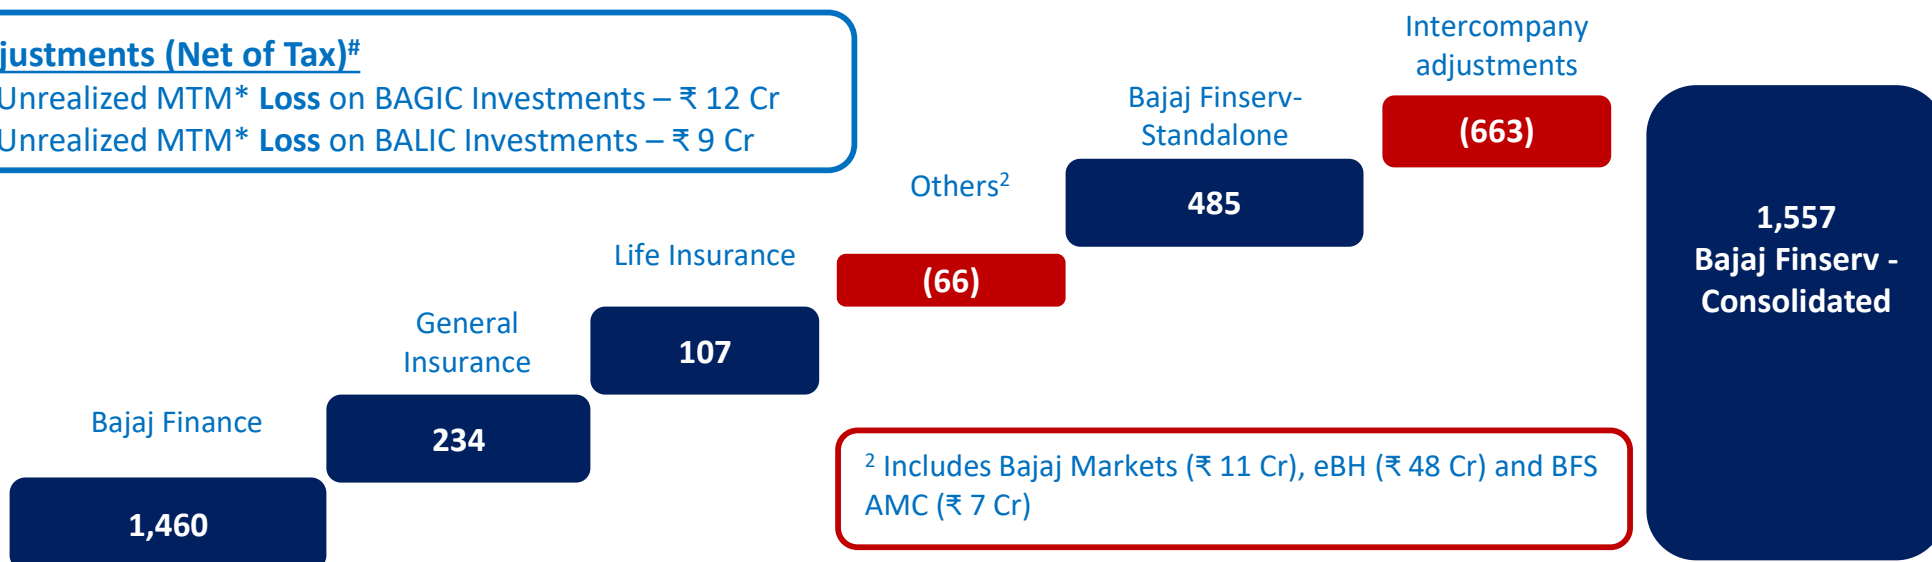 justments (Net of Tax)#
Unrealized MTM* Loss on BAGIC Investments – ₹ 12 Cr
Unrealized MTM* Loss on BALIC Investments – ₹ 9 Cr
Intercompany
adjustments
(663)
Bajaj Finserv-
Standalone
485
Others2
(66)
Life Insurance
107
General
Insurance
234
Bajaj Finance
1,460
1,557
Bajaj Finserv -
Consolidated
2 Includes Bajaj Markets (₹ 11 Cr), eBH (₹ 48 Cr) and BFS
AMC (₹ 7 Cr)